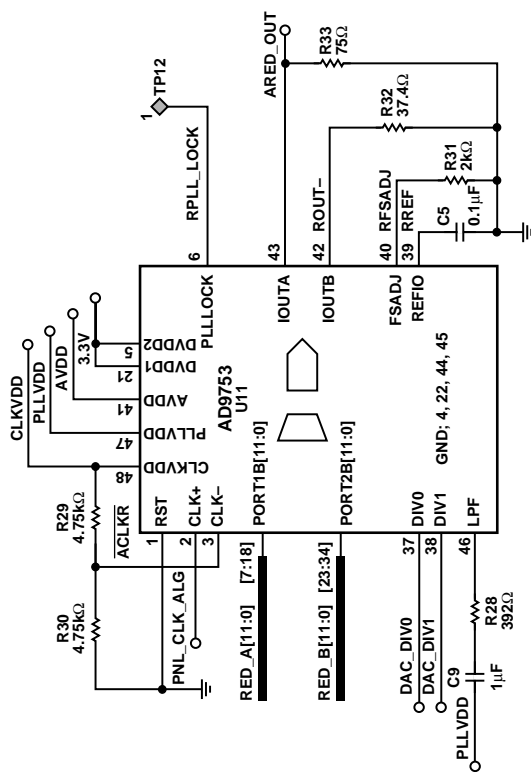 CLKVDD
PLLVDD
AVDD
3.3V
R29
4.75kΩ
R30
4.75kΩ
48
47
41
21
5
CLKVDD
PLLVDD
AVDD
DVDD1
DVDD2
ACLKR
1
RST
2
CLK+
3
CLK–
PNL_CLK_ALG
AD9753
U11
PLLLOCK
6
RPLL_LOCK
1
TP12
RED_A[11:0]
[7:18]
PORT1B[11:0]
RED_B[11:0]
[23:34]
PORT2B[11:0]
IOUTA
43
ARED_OUT
R33
75Ω
IOUTB
42
ROUT–
R32
37.4Ω
FSADJ
40
RFSADJ
R31
2kΩ
REFIO
39
RREF
C5
0.1µF
GND; 4, 22, 44, 45
DAC_DIV0
37
DIV0
DAC_DIV1
38
DIV1
46
LPF
R28
392Ω
C9
1µF
PLLVDD